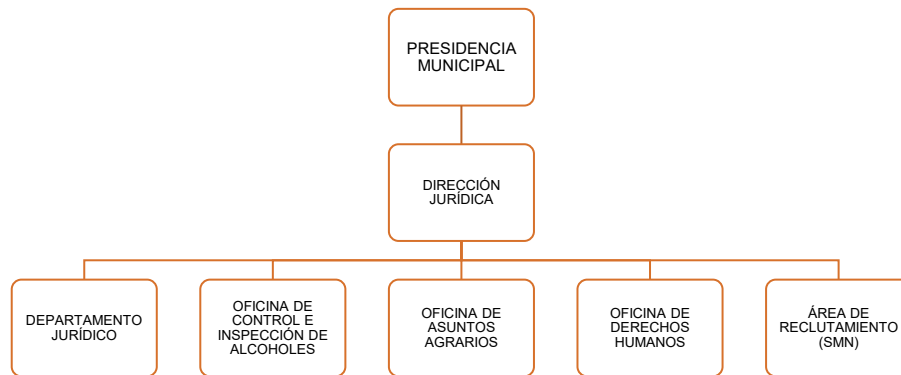 PRESIDENCIA
MUNICIPAL
DIRECCIÓN
JURÍDICA
DEPARTAMENTO
JURÍDICO
OFICINA DE
CONTROL E
INSPECCIÓN DE
ALCOHOLES
OFICINA DE
ASUNTOS
AGRARIOS
OFICINA DE
DERECHOS
HUMANOS
ÁREA DE
RECLUTAMIENTO
(SMN)